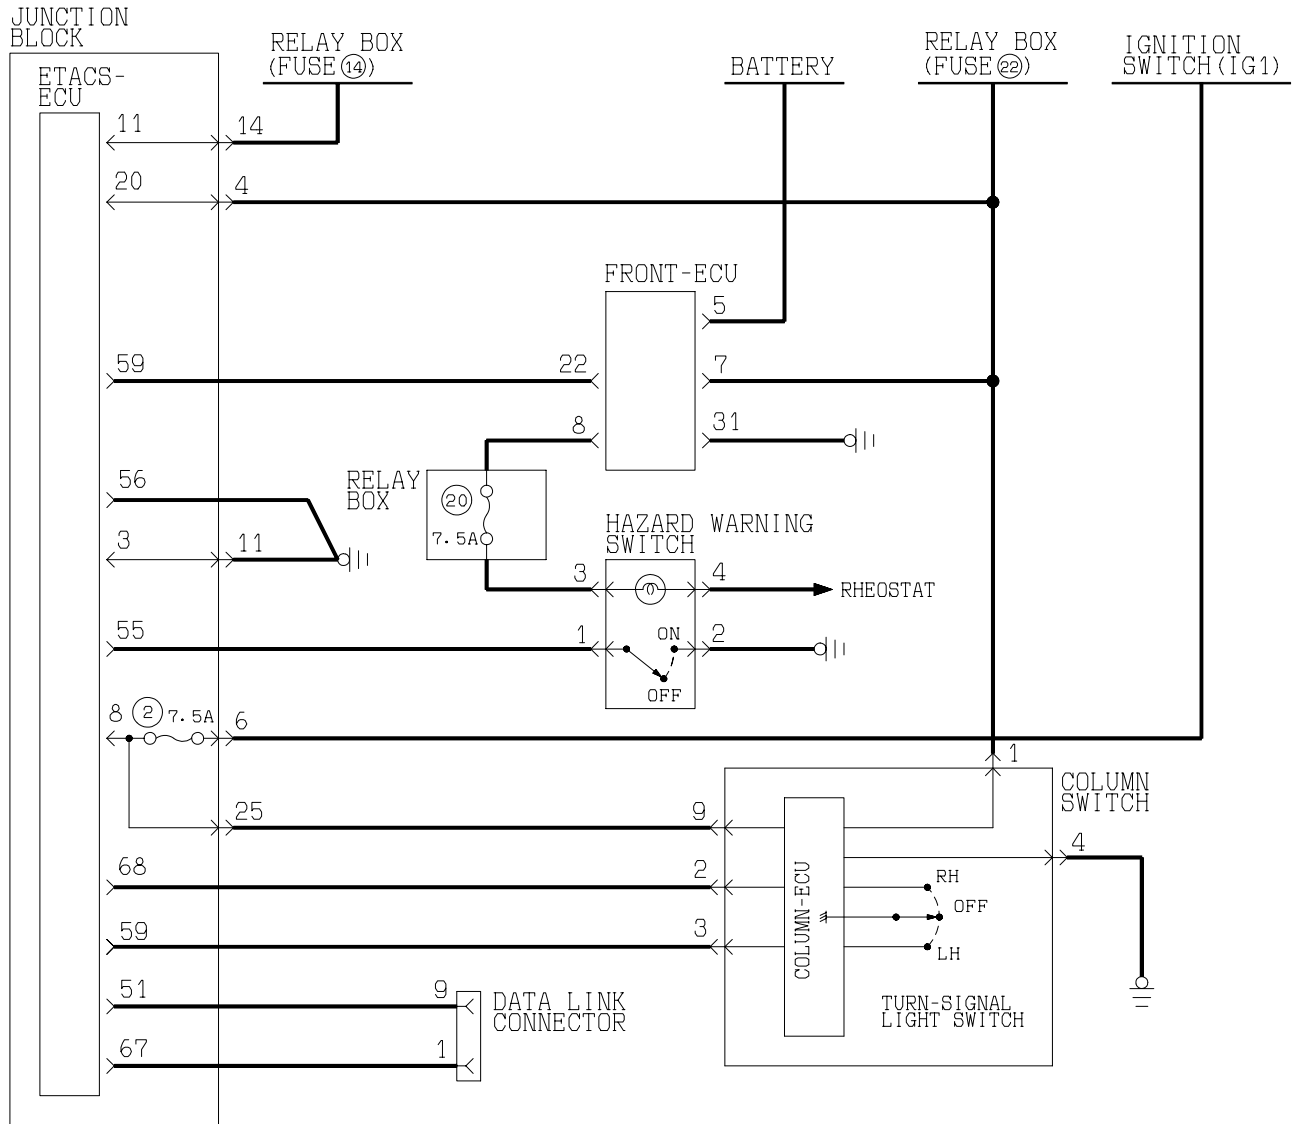 JUNCTION
BLOCK
RELAY BOX
(FUSE 14)
BATTERY
RELAY BOX
(FUSE 22)
IGNITION
SWITCH(IG1)
ETACS-
ECU
11
14
20
4
FRONT-ECU
5
59
22
7
8
31
56
RELAY
BOX
20
7.5A
HAZARD WARNING
SWITCH
3
11
3
4
RHEOSTAT
55
1
ON
2
OFF
8
2
7.5A
6
1
COLUMN
SWITCH
25
9
4
68
2
RH
COLUMN-ECU
OFF
59
3
LH
51
9
DATA LINK
CONNECTOR
TURN-SIGNAL
LIGHT SWITCH
67
1